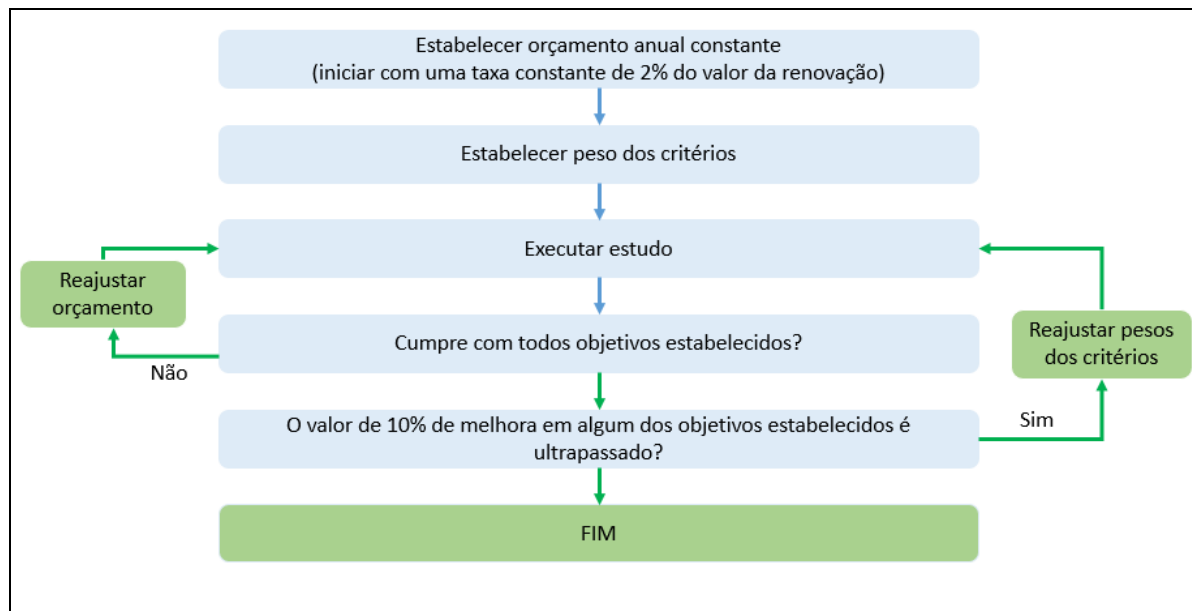 Estabelecer orçamento anual constante
(iniciar com uma taxa constante de 2% do valor da renovação)
Estabelecer peso dos critérios
Executar estudo
Reajustar
orçamento
Não
Cumpre com todos objetivos estabelecidos?
Reajustar pesos
dos critérios
Sim
O valor de 10% de melhora em algum dos objetivos estabelecidos é
ultrapassado?
FIM